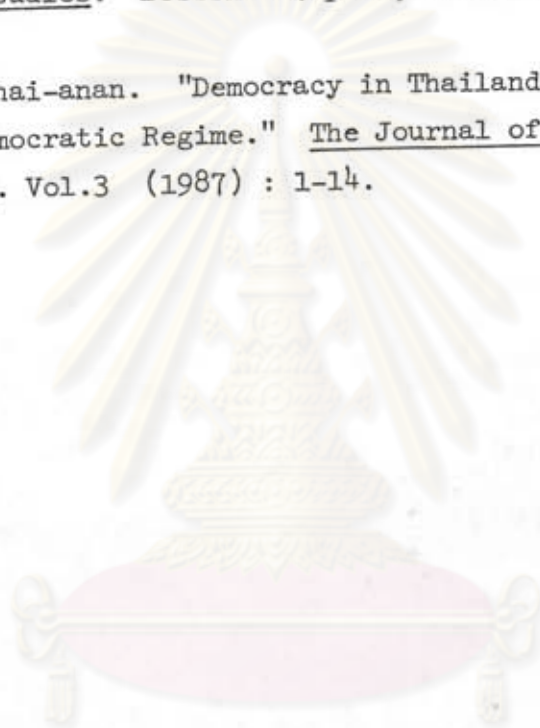 hai-anan. "Democracy in Thailand
mocratic Regime." The Journal of
. Vol.3 (1987) : 1-14.